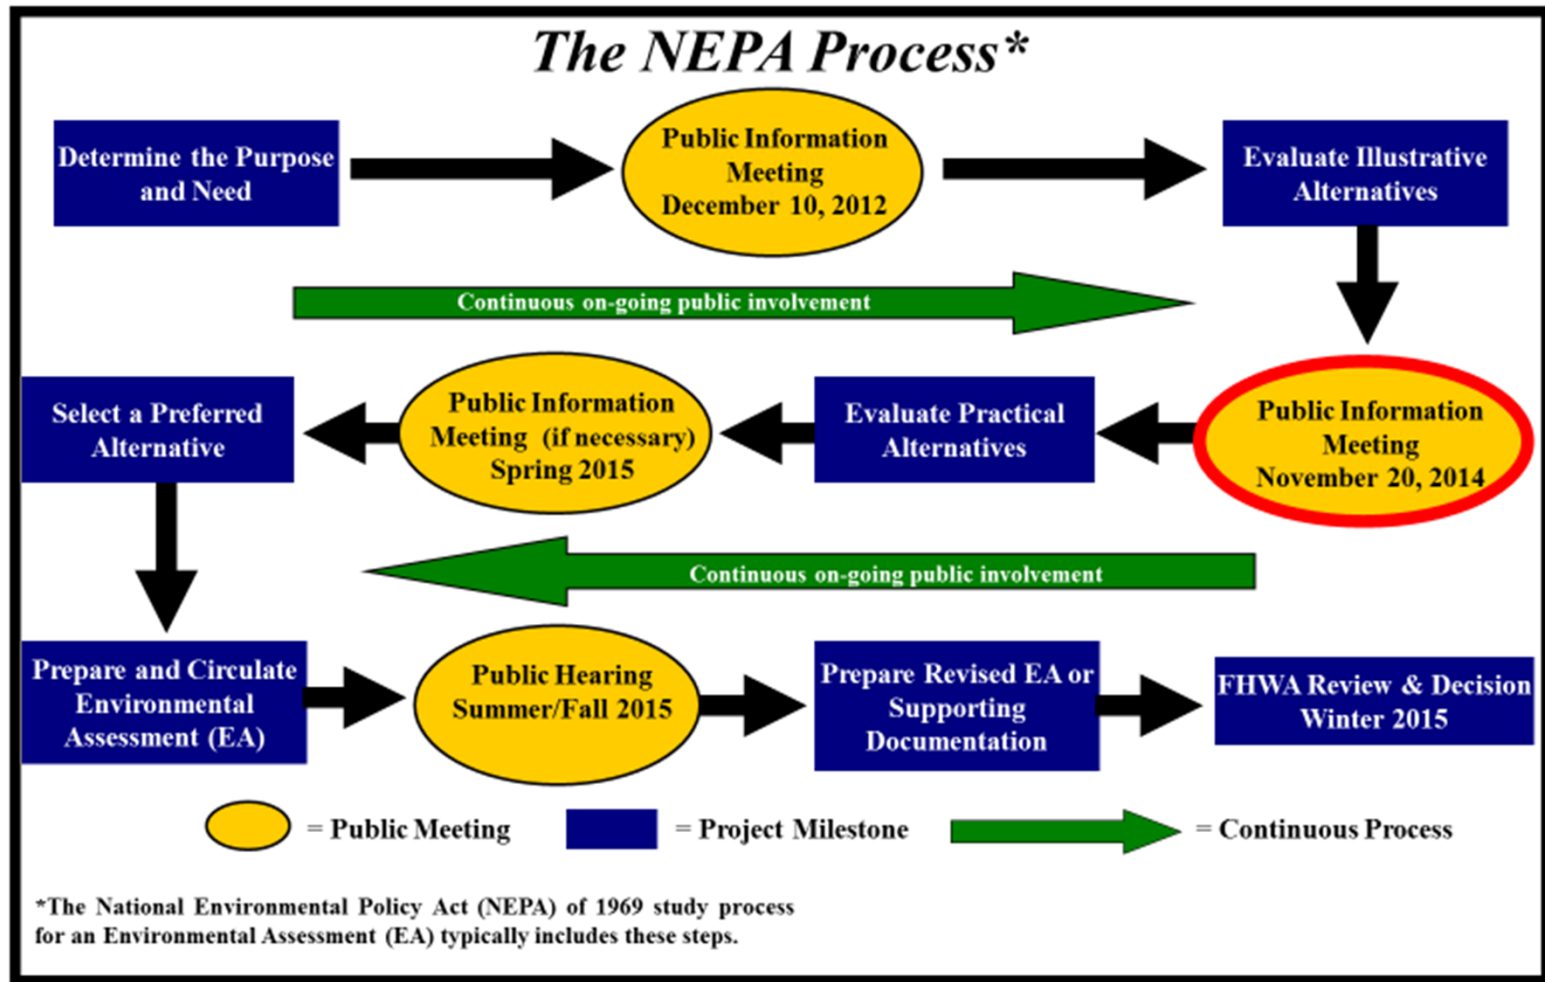 The NEPA Process*
Determine the Purpose
and Need
Public Information
Meeting
December 10, 2012
Evaluate Illustrative
Alternatives
Continuous on-going public involvement
Select a Preferred
Alternative
Public Information
Meeting (if necessary)
Spring 2015
Evaluate Practical
Alternatives
Public Information
Meeting
November 20, 2014
Continuous on-going public involvement
Prepare and Circulate
Environmental
Assessment (EA)
Public Hearing
Summer/Fall 2015
Prepare Revised EA or
Supporting
Documentation
FHWA Review & Decision
Winter 2015
= Public Meeting
= Project Milestone
= Continuous Process
*The National Environmental Policy Act (NEPA) of 1969 study process
for an Environmental Assessment (EA) typically includes these steps.